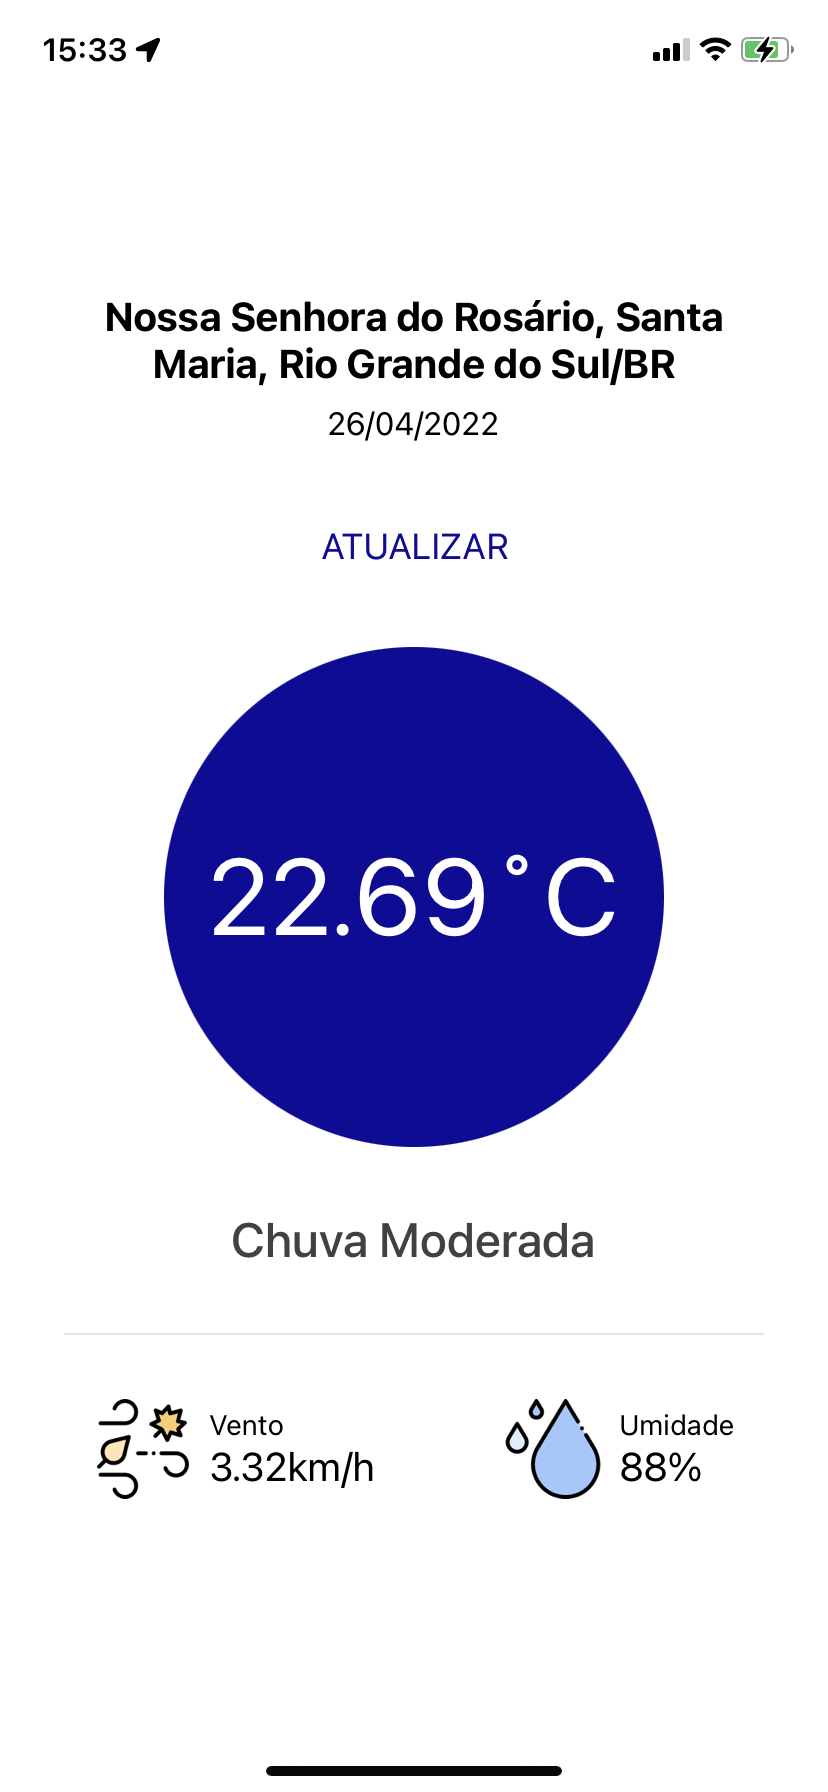 15:33
Nossa Senhora do Rosário, Santa
Maria, Rio Grande do Sul/BR
26/04/2022
ATUALIZAR
22.69°C
Chuva Moderada
Vento
3.32km/h
Umidade
88%